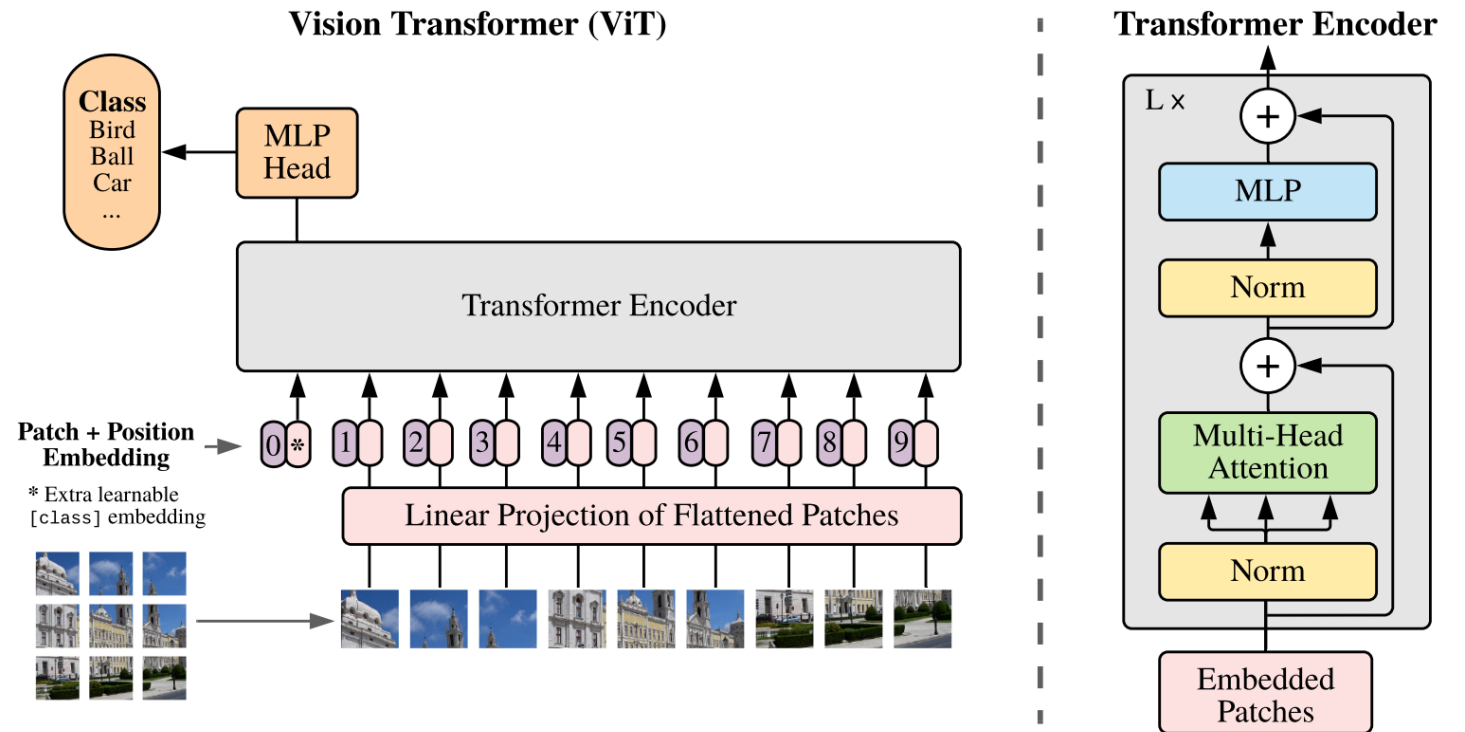 Vision Transformer (ViT)
Class
Bird
Ball
Car
...
MLP
Head
Transformer Encoder
Patch + Position
Embedding
0 * 1 2 3 4 5 6 7 8 9
* Extra learnable
[class] embedding
Linear Projection of Flattened Patches
Transformer Encoder
L x
+
MLP
Norm
+
Multi-Head
Attention
Norm
Embedded
Patches